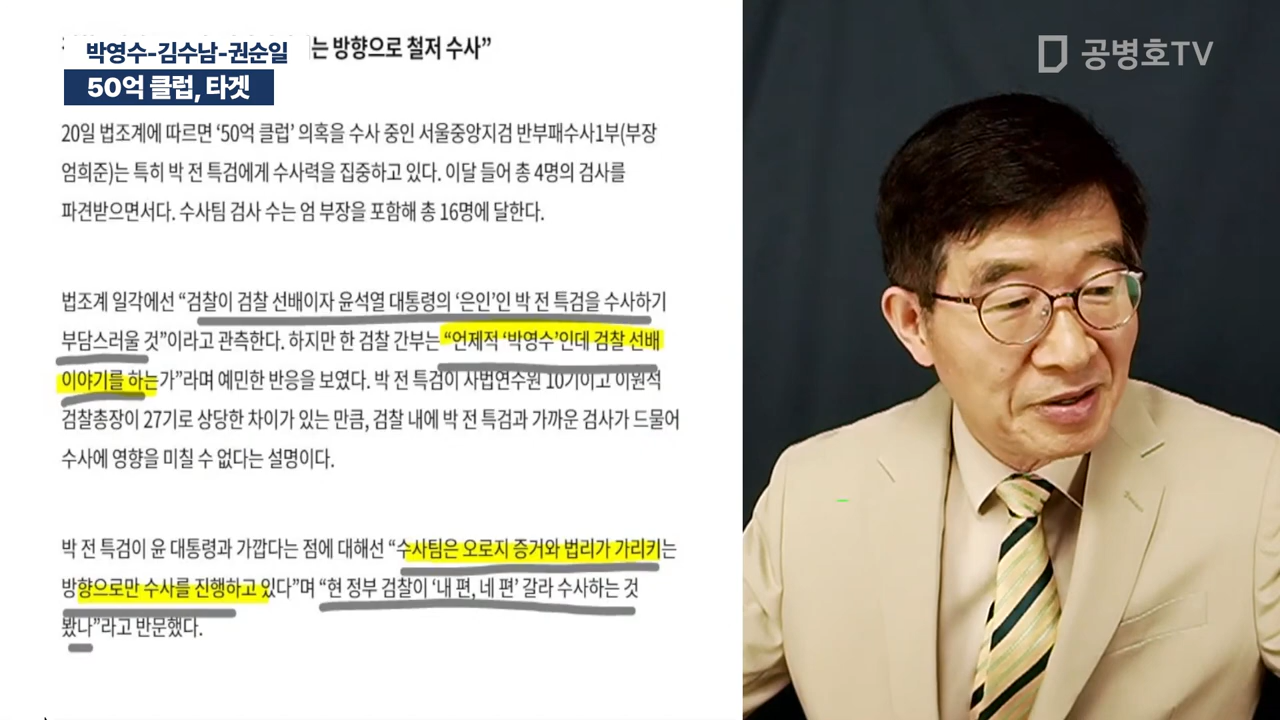 는 방향으로 철저 수사”
박영수-김수남-권순일
50억 클럽, 타겟
공병호TV
20일 법조계에 따르면 ‘50억 클럽’ 의혹을 수사 중인 서울중앙지검 반부패수사1부(부장
엄희준)는 특히 박 전 특검에게 수사력을 집중하고 있다. 이달 들어 총 4명의 검사를
파견받으면서다. 수사팀 검사 수는 엄 부장을 포함해 총 16명에 달한다.
법조계 일각에선 “검찰이 검찰 선배이자 윤석열 대통령의 ‘은인’인 박 전 특검을 수사하기
부담스러울 것”이라고 관측한다. 하지만 한 검찰 간부는 “언제적 ‘박영수’인데 검찰 선배
이야기를 하는가”라며 예민한 반응을 보였다. 박 전 특검이 사법연수원 10기이고 이원석
검찰총장이 27기로 상당한 차이가 있는 만큼, 검찰 내에 박 전 특검과 가까운 검사가 드물어
수사에 영향을 미칠 수 없다는 설명이다.
박 전 특검이 윤 대통령과 가깝다는 점에 대해선 “수사팀은 오로지 증거와 법리가 가리키는
방향으로만 수사를 진행하고 있다”며 “현 정부 검찰이 ‘내 편, 네 편’ 갈라 수사하는 것
봤나”라고 반문했다.